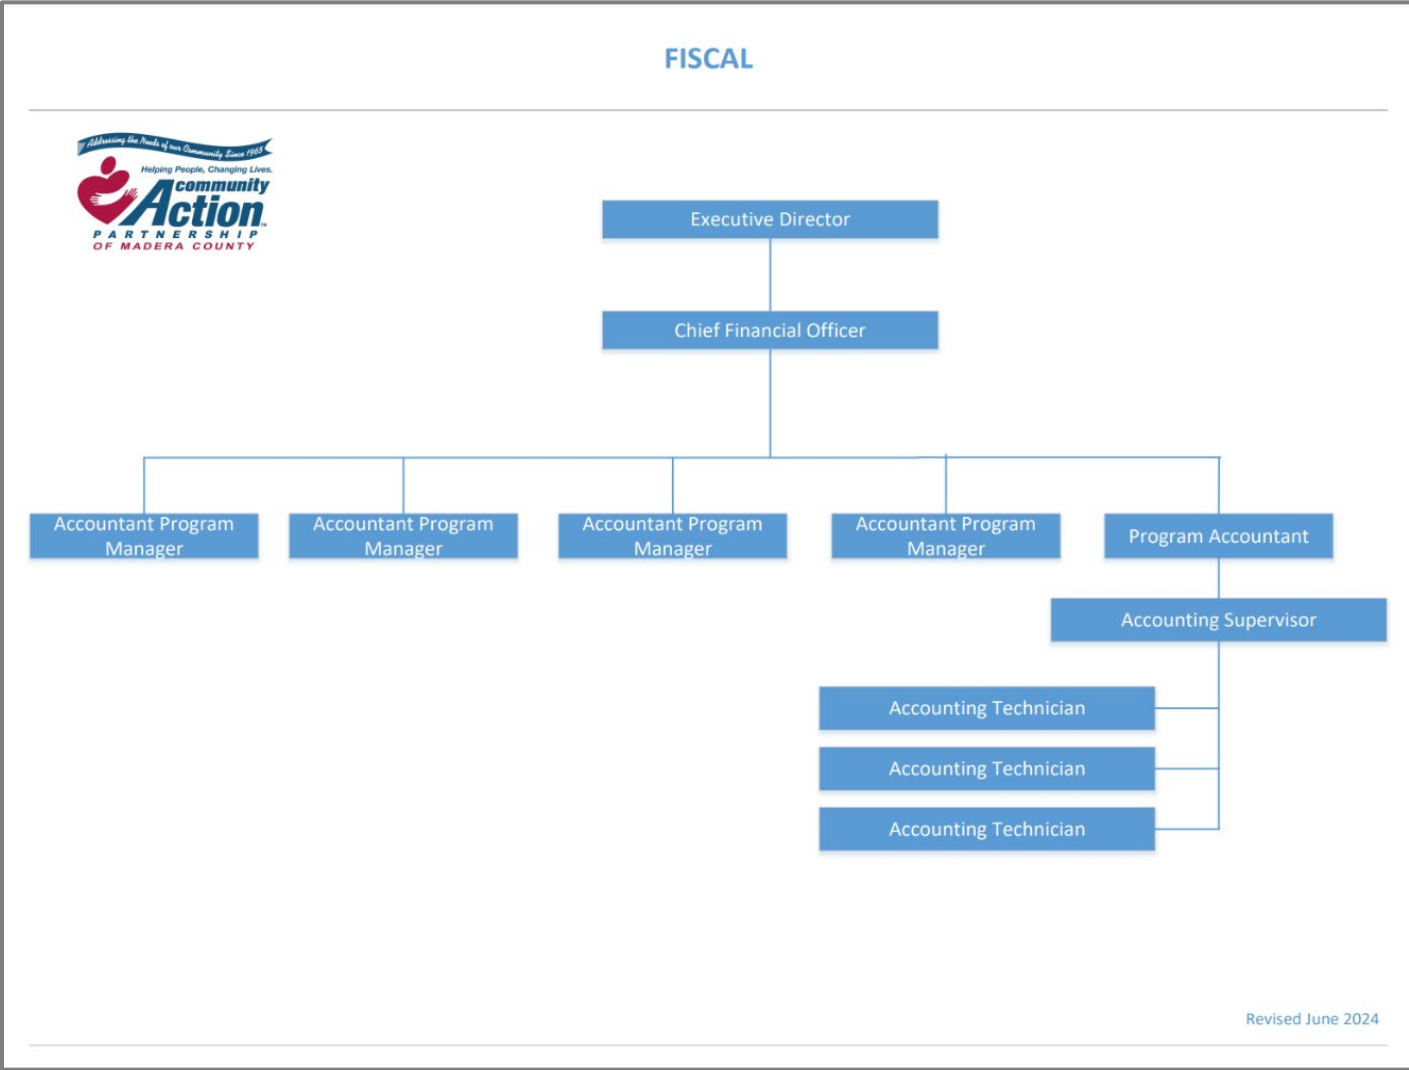 FISCAL
Addressing the Needs of our Community Since 1965
Helping People, Changing Lives.
community
Action
PARTNERSHIP
OF MADERA COUNTY
Executive Director
Chief Financial Officer
Accountant Program
Manager
Accountant Program
Manager
Accountant Program
Manager
Accountant Program
Manager
Program Accountant
Accounting Supervisor
Accounting Technician
Accounting Technician
Accounting Technician
Revised June 2024